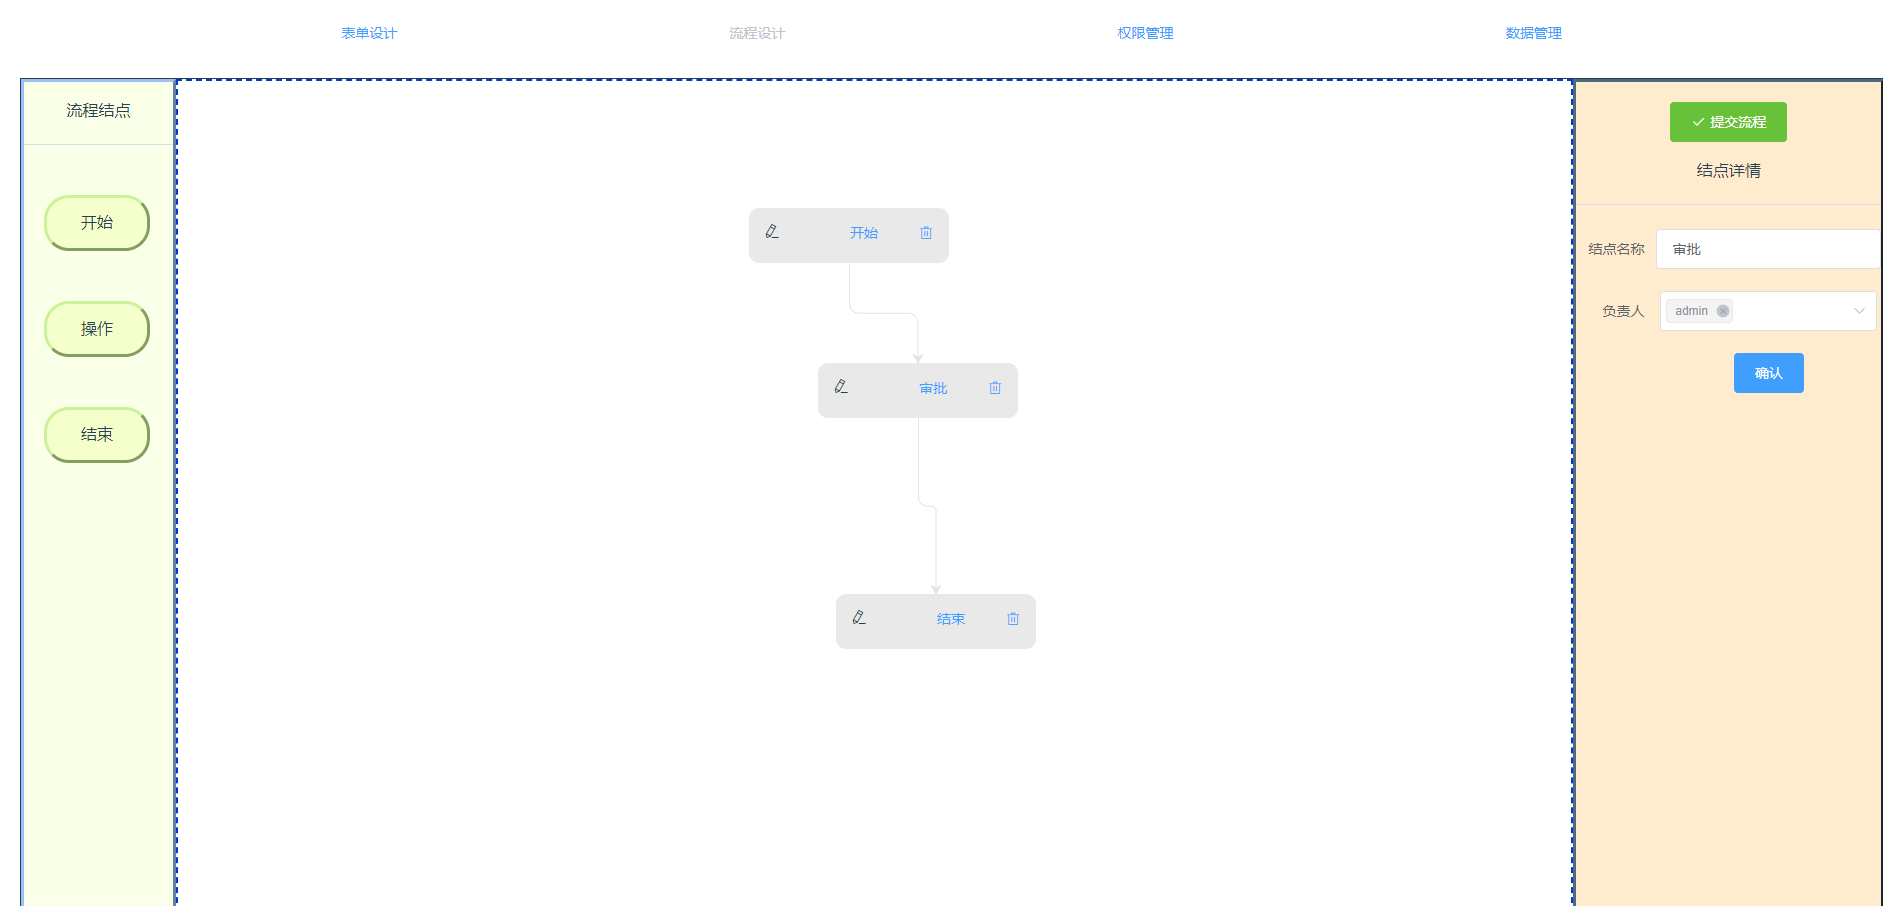 表单设计
流程设计
权限管理
数据管理
流程结点
开始
操作
结束
开始
审批
结束
提交流程
结点详情
结点名称 审批
负责人 admin
确认